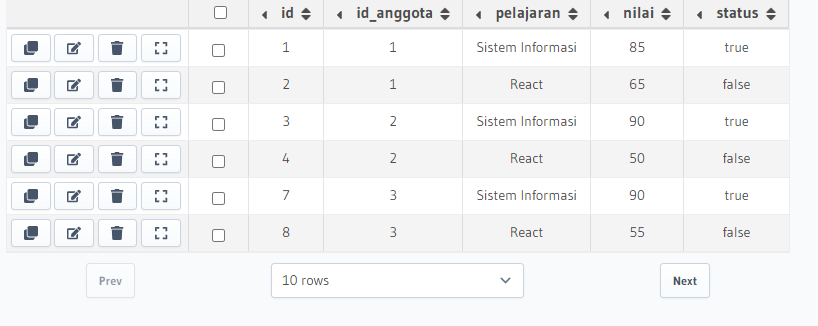 id id_anggota pelajaran nilai status
1 1 Sistem Informasi 85 true
2 1 React 65 false
3 2 Sistem Informasi 90 true
4 2 React 50 false
7 3 Sistem Informasi 90 true
8 3 React 55 false
Prev 10 rows Next